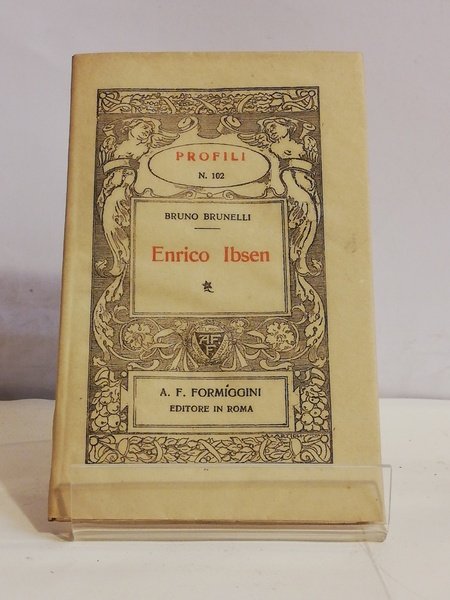 PROFILI
N. 102
BRUNO BRUNELLI
Enrico Ibsen
A F
F
A. F. FORMÍGGINI
EDITORE IN ROMA